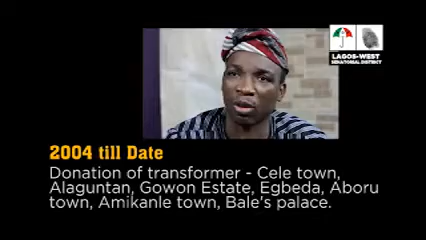 LAGOS-WEST
SENATORIAL DISTRICT
2004 till Date
Donation of transformer - Cele town,
Alaguntan, Gowon Estate, Egbeda, Aboru
town, Amikanle town, Bale's palace.